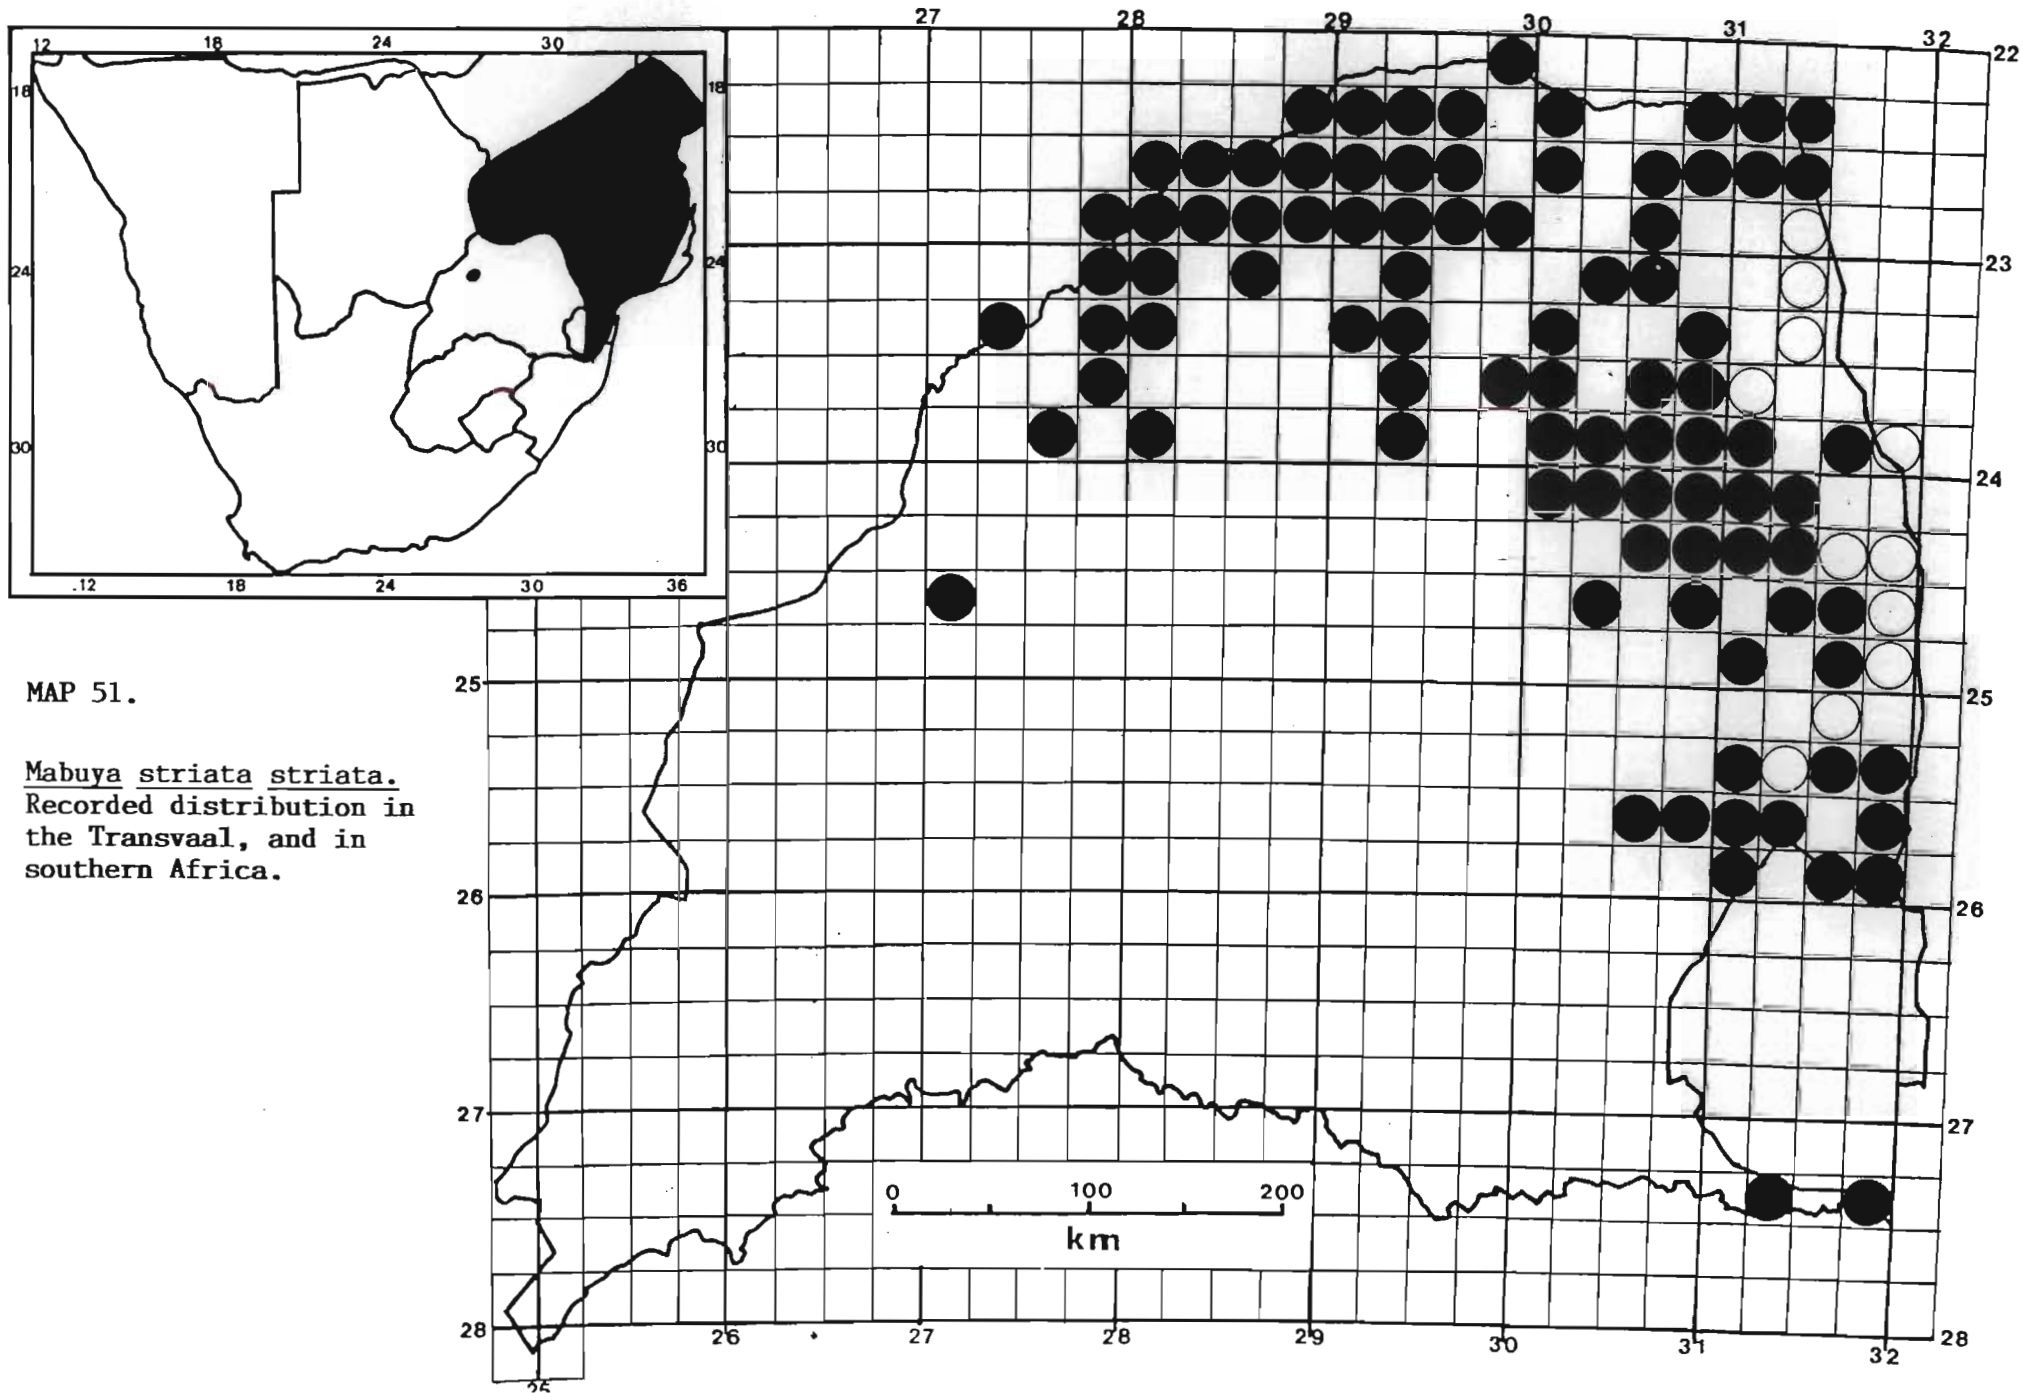 27 28 29 30 31 32
22
12 18 24 30
18 18
23
24 24
30 30
24
.12 18 24 30 36
25 25
MAP 51.
Mabuya striata striata.
Recorded distribution in
the Transvaal, and in
southern Africa.
26 26
27 27
0 100 200
km
28 28
26 27 28 29 30 31 32